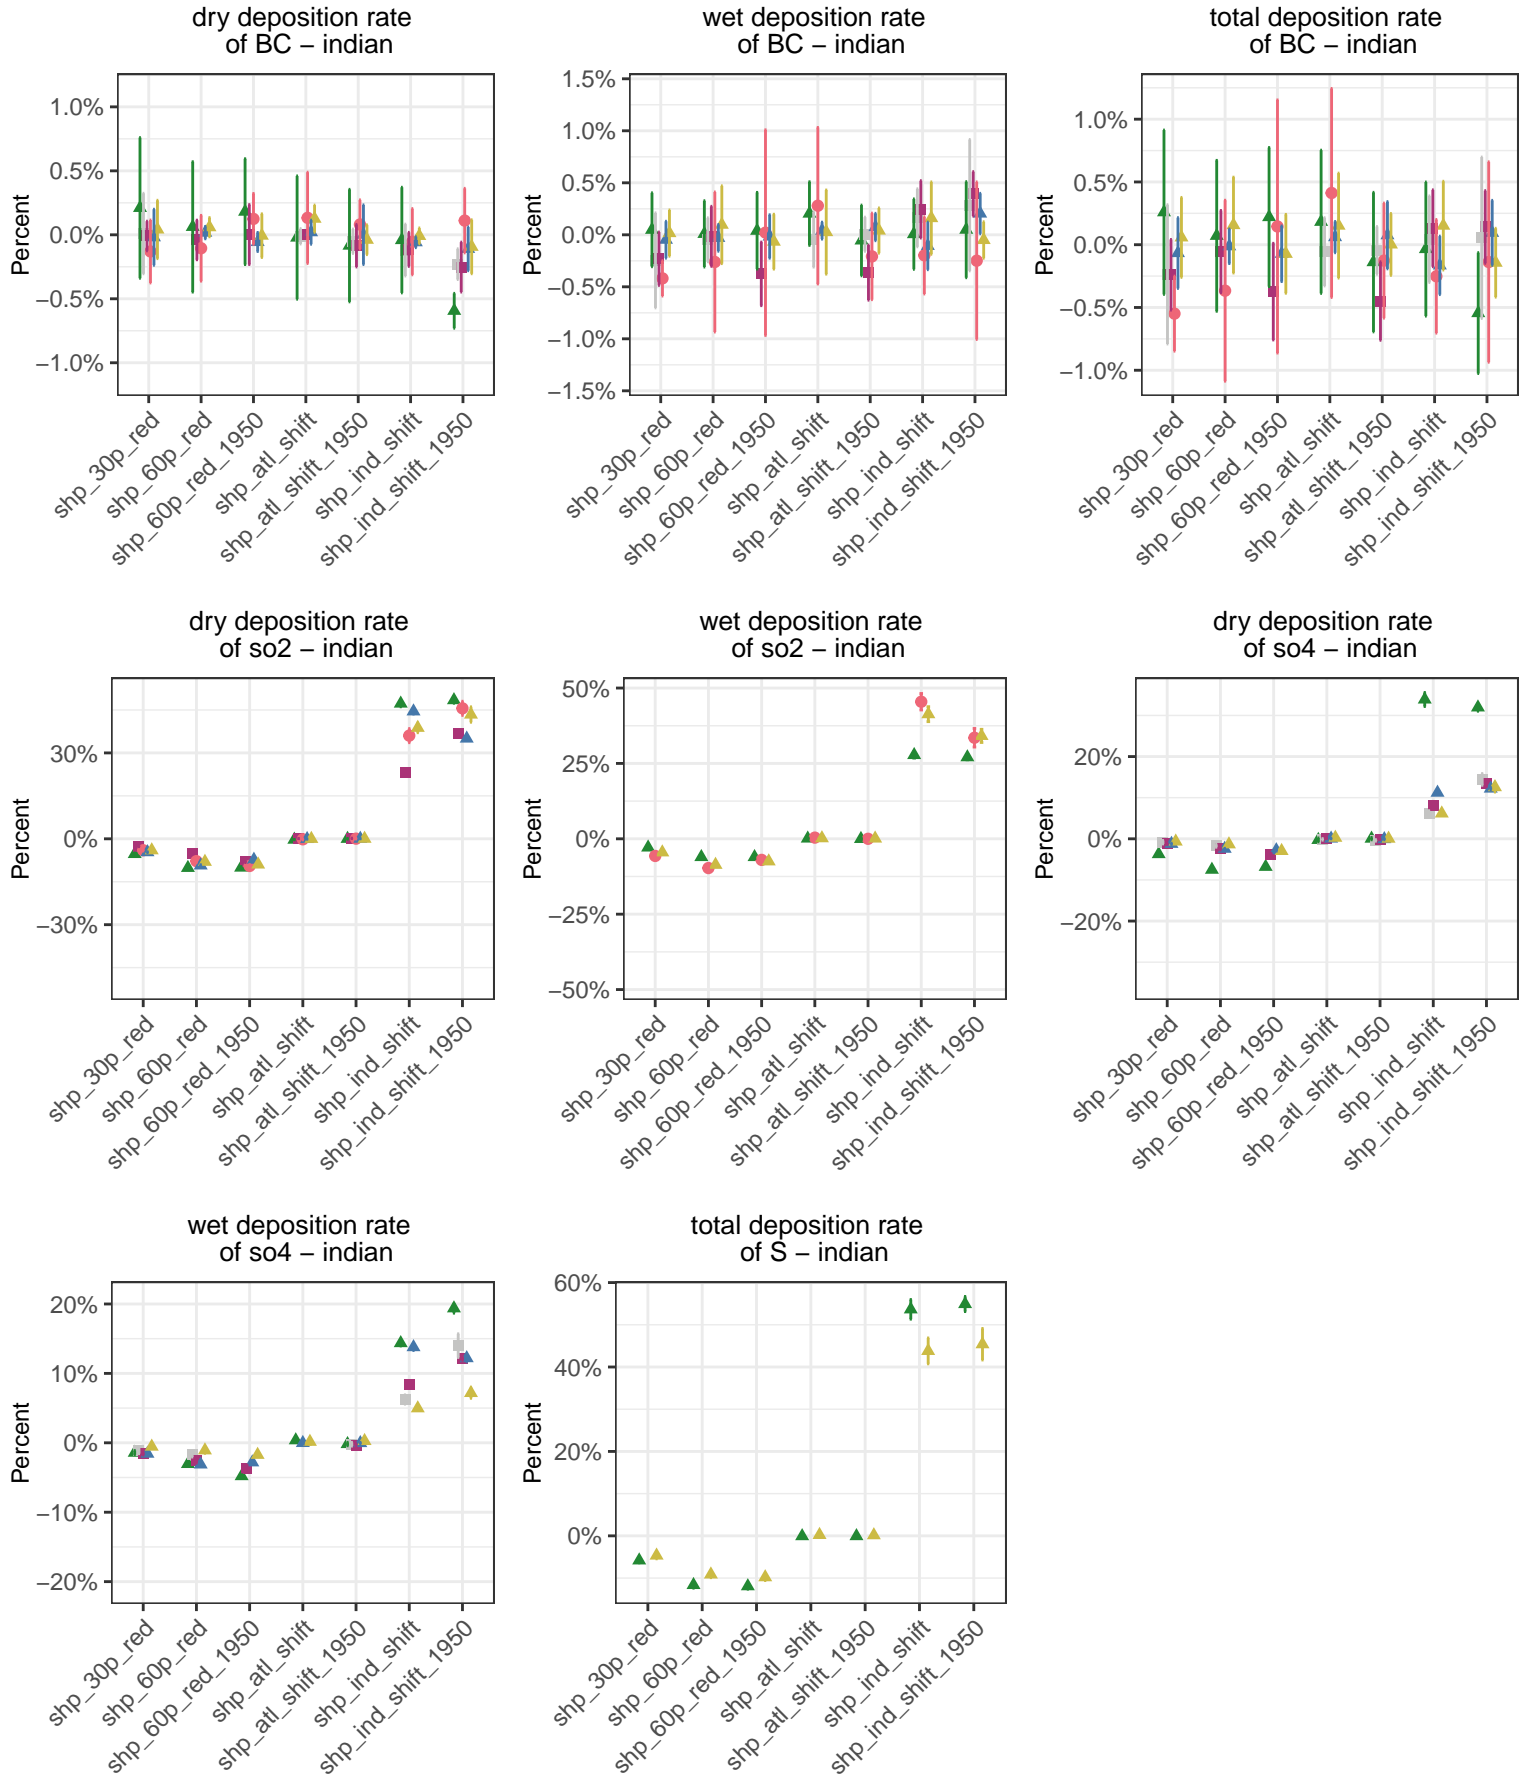 dry deposition rate
of BC − indian
wet deposition rate
of BC − indian
total deposition rate
of BC − indian
Percent
1.0%
0.5%
0.0%
−0.5%
−1.0%
shp_30p_red
shp_60p_red
shp_60p_red_1950
shp_atl_shift
shp_atl_shift_1950
shp_ind_shift
shp_ind_shift_1950
Percent
1.5%
1.0%
0.5%
0.0%
−0.5%
−1.0%
−1.5%
shp_30p_red
shp_60p_red
shp_60p_red_1950
shp_atl_shift
shp_atl_shift_1950
shp_ind_shift
shp_ind_shift_1950
Percent
1.0%
0.5%
0.0%
−0.5%
−1.0%
shp_30p_red
shp_60p_red
shp_60p_red_1950
shp_atl_shift
shp_atl_shift_1950
shp_ind_shift
shp_ind_shift_1950
dry deposition rate
of so2 − indian
wet deposition rate
of so2 − indian
dry deposition rate
of so4 − indian
Percent
30%
0%
−30%
shp_30p_red
shp_60p_red
shp_60p_red_1950
shp_atl_shift
shp_atl_shift_1950
shp_ind_shift
shp_ind_shift_1950
Percent
50%
25%
0%
−25%
−50%
shp_30p_red
shp_60p_red
shp_60p_red_1950
shp_atl_shift
shp_atl_shift_1950
shp_ind_shift
shp_ind_shift_1950
Percent
20%
0%
−20%
shp_30p_red
shp_60p_red
shp_60p_red_1950
shp_atl_shift
shp_atl_shift_1950
shp_ind_shift
shp_ind_shift_1950
wet deposition rate
of so4 − indian
total deposition rate
of S − indian
Percent
20%
10%
0%
−10%
−20%
shp_30p_red
shp_60p_red
shp_60p_red_1950
shp_atl_shift
shp_atl_shift_1950
shp_ind_shift
shp_ind_shift_1950
Percent
60%
40%
20%
0%
shp_30p_red
shp_60p_red
shp_60p_red_1950
shp_atl_shift
shp_atl_shift_1950
shp_ind_shift
shp_ind_shift_1950